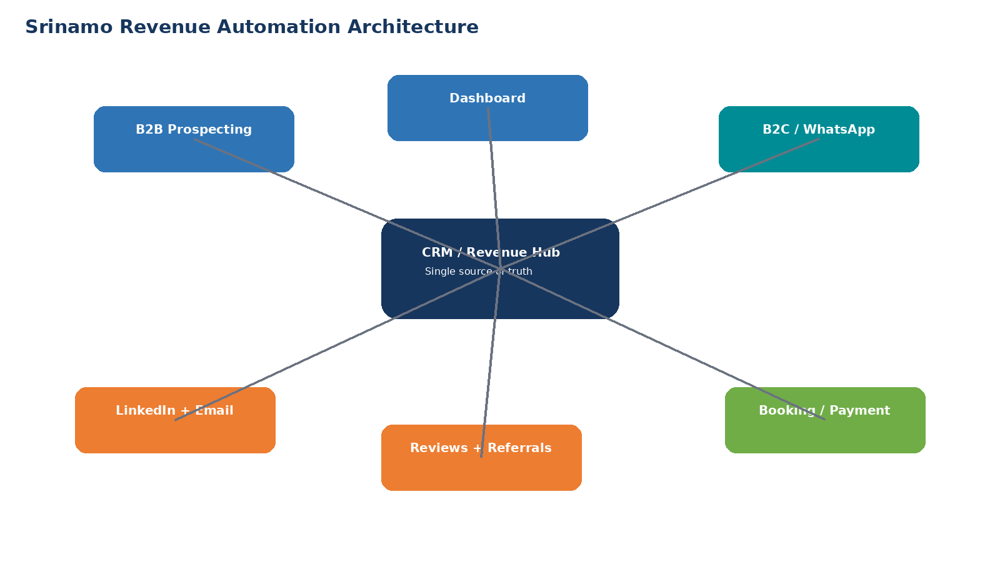 Srinamo Revenue Automation Architecture
Dashboard
B2B Prospecting
B2C / WhatsApp
CRM / Revenue Hub
Single source of truth
LinkedIn + Email
Booking / Payment
Reviews + Referrals